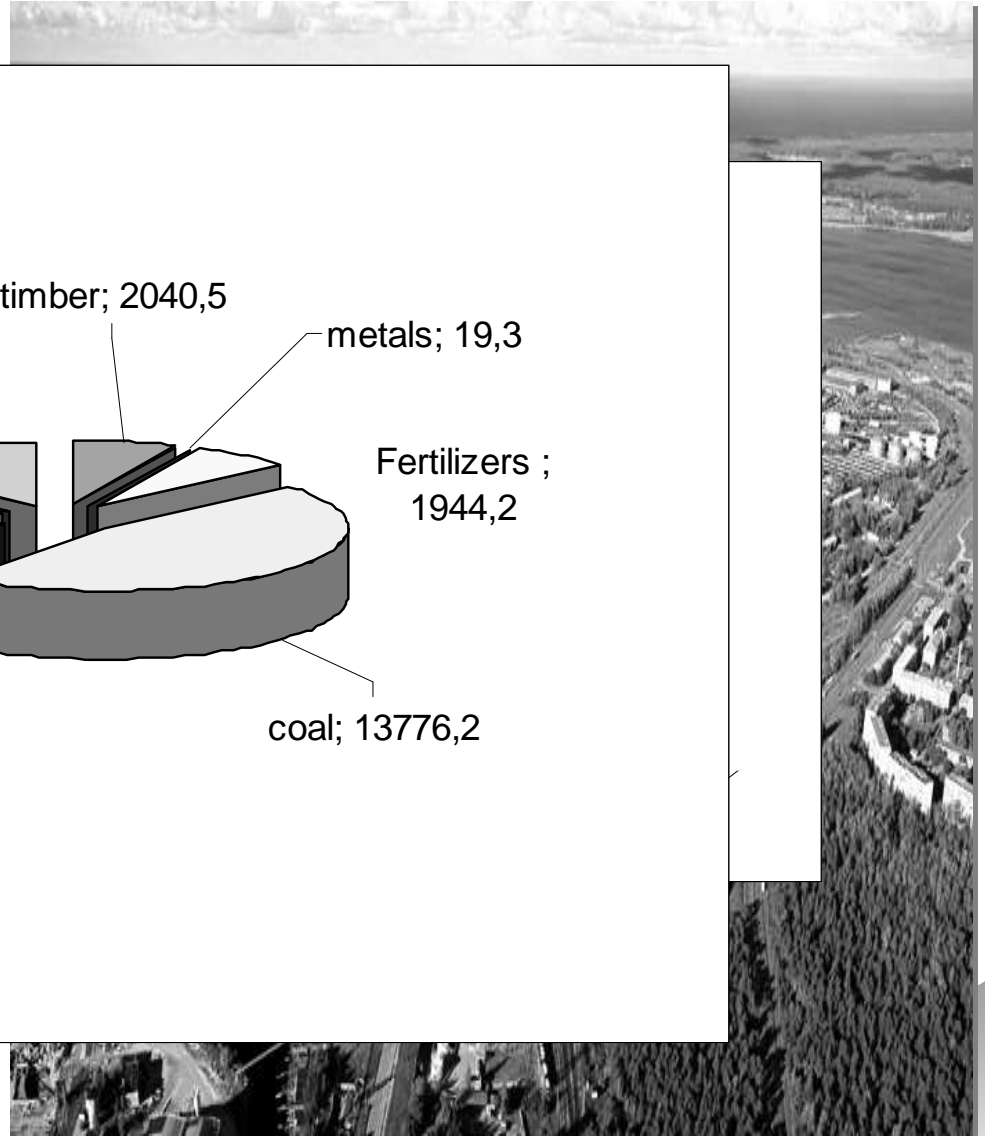 timber; 2040,5
metals; 19,3
Fertilizers ;
1944,2
coal; 13776,2